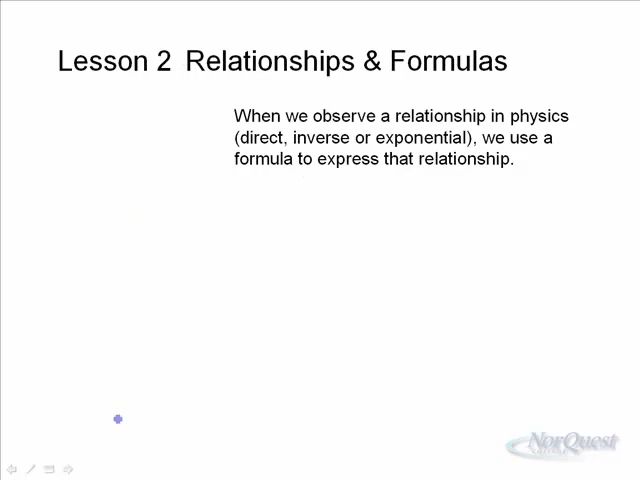 Lesson 2 Relationships & Formulas
When we observe a relationship in physics
(direct, inverse or exponential), we use a
formula to express that relationship.
NorQuest